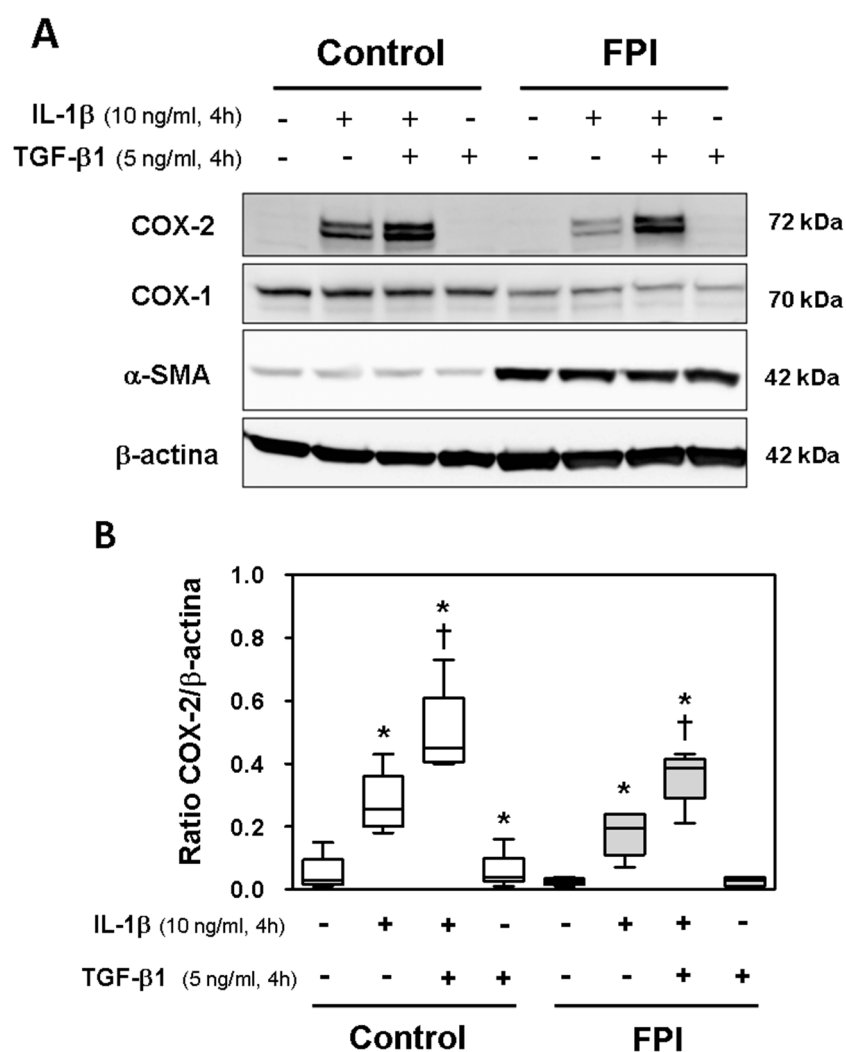 A
Control FPI
IL-1β (10 ng/ml, 4h) - + + - - + + -
TGF-β1 (5 ng/ml, 4h) - - + + - - + +
COX-2 72 kDa
COX-1 70 kDa
α-SMA 42 kDa
β-actina 42 kDa
B
Ratio COX-2/β-actina
1.0
0.8
0.6
0.4
0.2
0.0
*
*
†
*
*
*
†
IL-1β (10 ng/ml, 4h) - + + - - + + -
TGF-β1 (5 ng/ml, 4h) - - + + - - + +
Control FPI